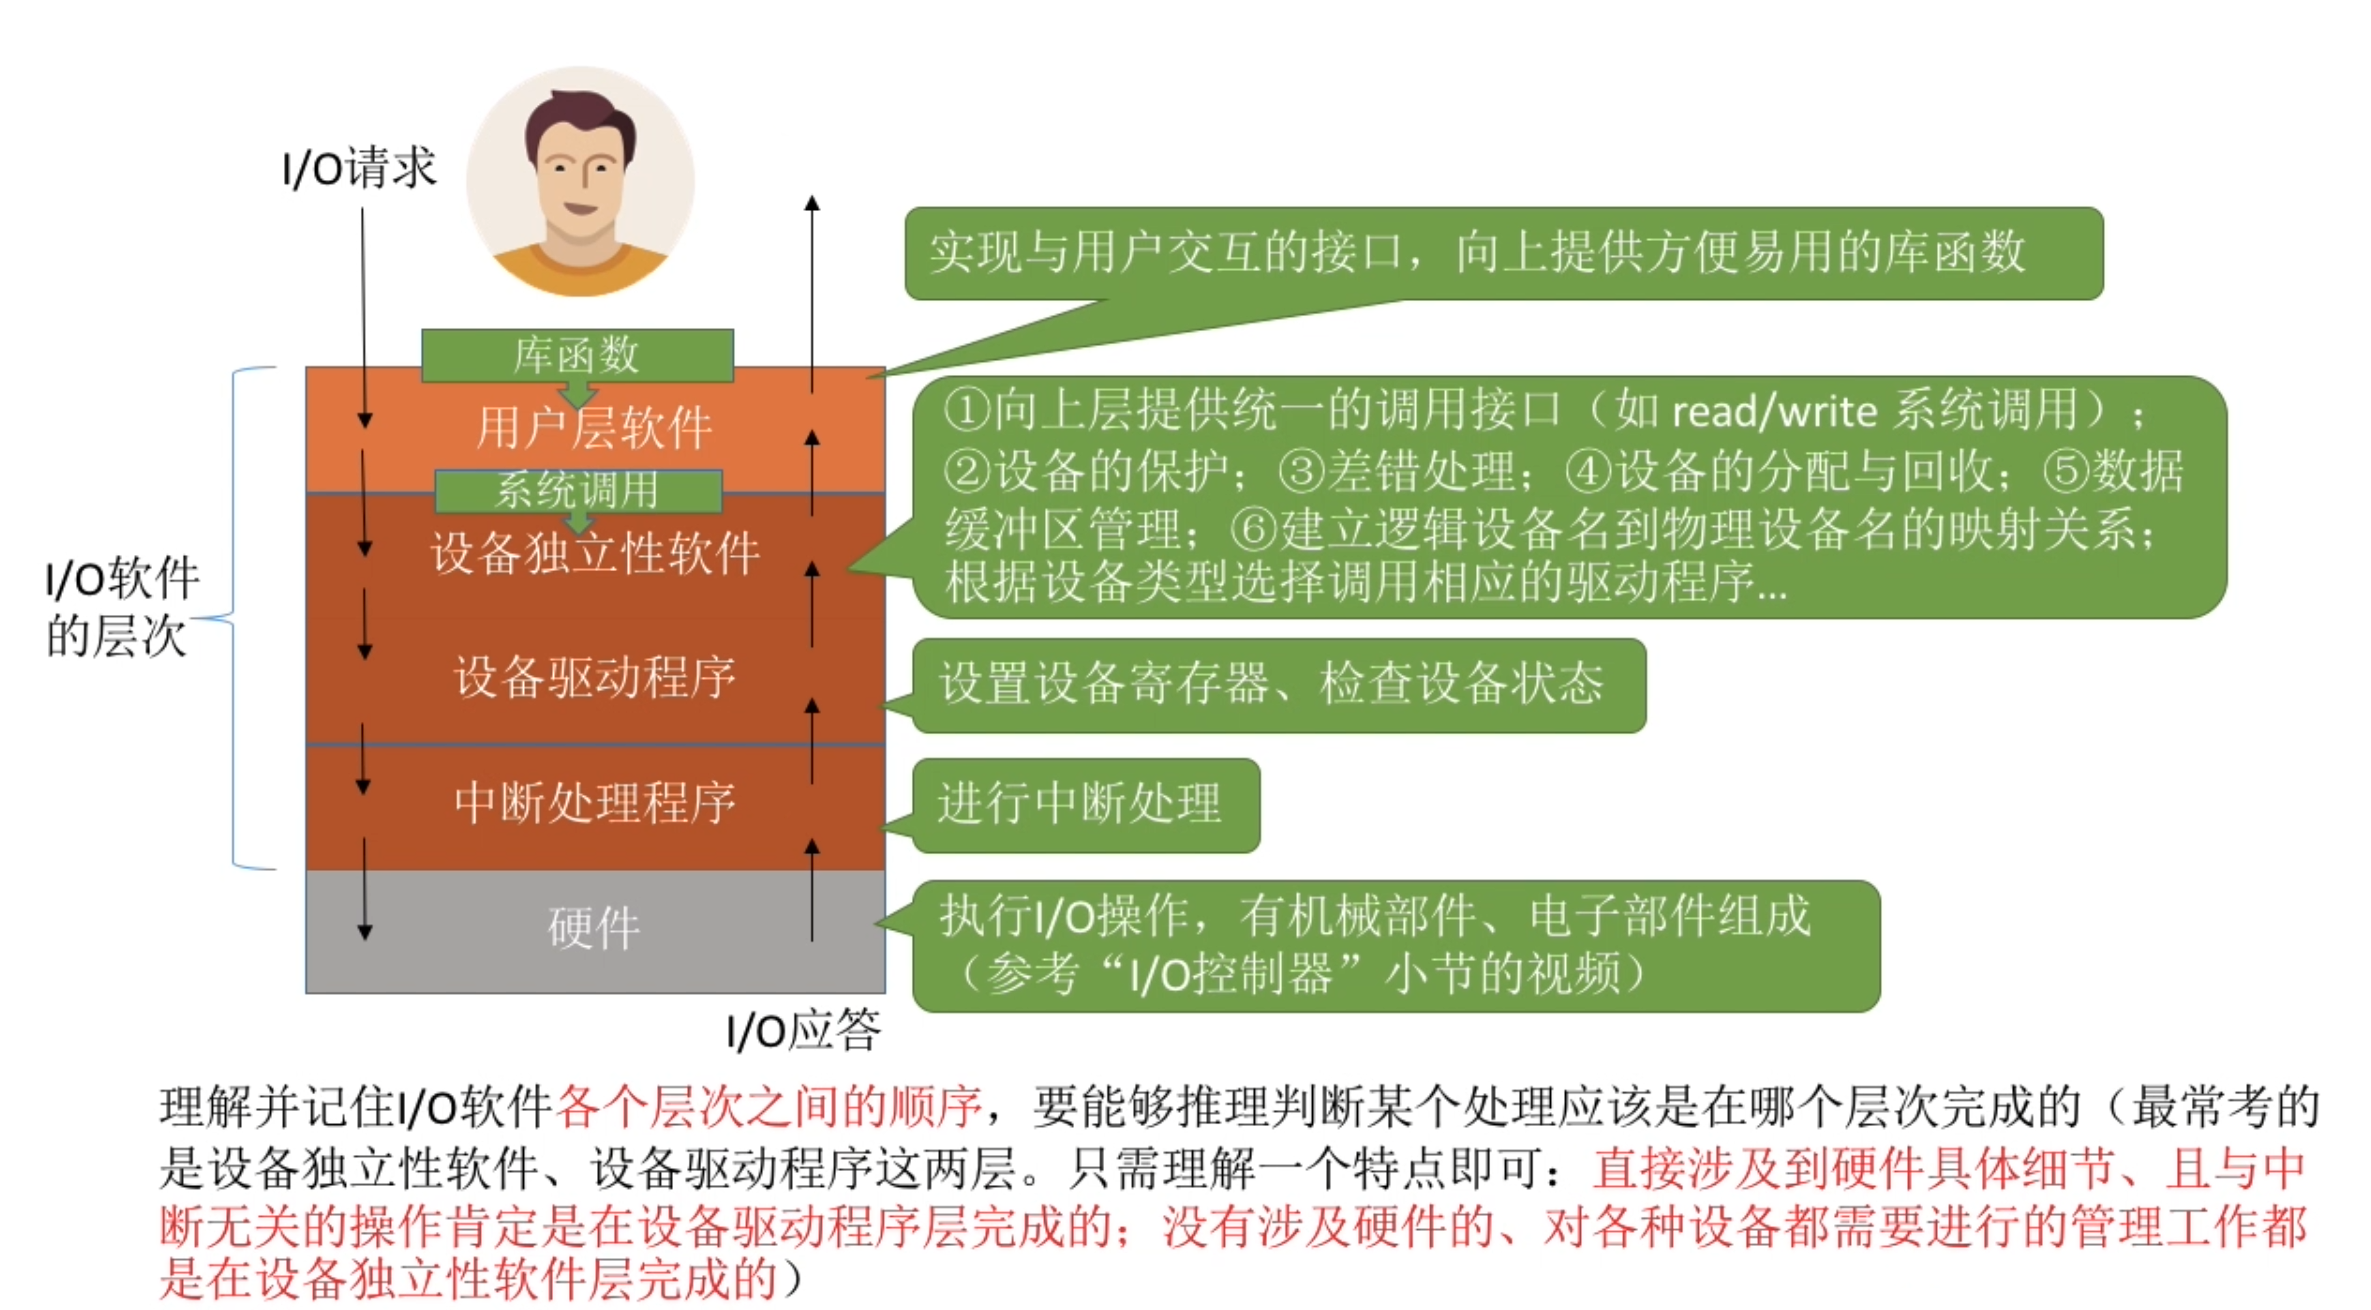 I/O请求
实现与用户交互的接口，向上提供方便易用的库函数
库函数
用户层软件
①向上层提供统一的调用接口（如 read/write 系统调用）；
②设备的保护；③差错处理；④设备的分配与回收；⑤数据
缓冲区管理；⑥建立逻辑设备名到物理设备名的映射关系；
根据设备类型选择调用相应的驱动程序...
系统调用
设备独立性软件
I/O软件
的层次
设备驱动程序
设置设备寄存器、检查设备状态
中断处理程序
进行中断处理
硬件
执行I/O操作，有机械部件、电子部件组成
（参考“I/O控制器”小节的视频）
I/O应答
理解并记住I/O软件各个层次之间的顺序，要能够推理判断某个处理应该是在哪个层次完成的（最常考的
是设备独立性软件、设备驱动程序这两层。只需理解一个特点即可：直接涉及到硬件具体细节、且与中
断无关的操作肯定是在设备驱动程序层完成的；没有涉及硬件的、对各种设备都需要进行的管理工作都
是在设备独立性软件层完成的）